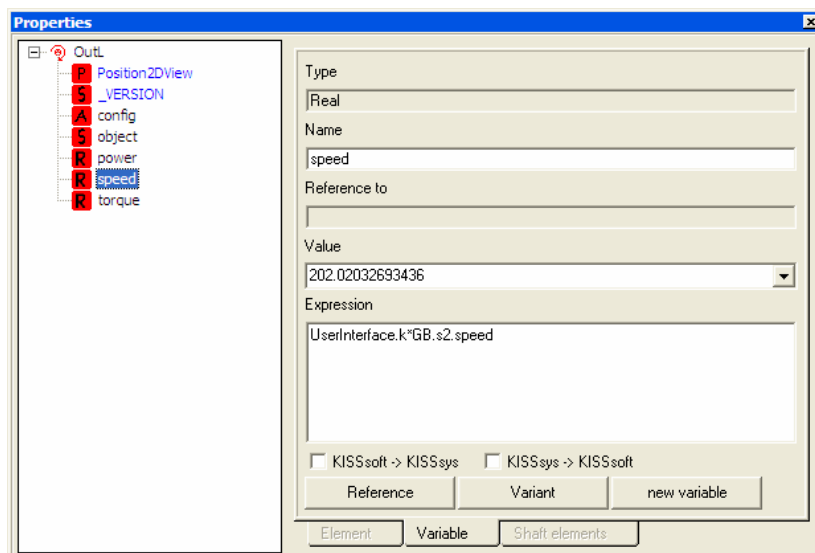 Properties
OutL
P Position2DView
S _VERSION
A config
S object
R power
R speed
R torque
Type
Real
Name
speed
Reference to
Value
202.02032693436
Expression
UserInterface.k*GB.s2.speed
KISSsoft -> KISSsys KISSsys -> KISSsoft
Reference Variant new variable
Element Variable Shaft elements